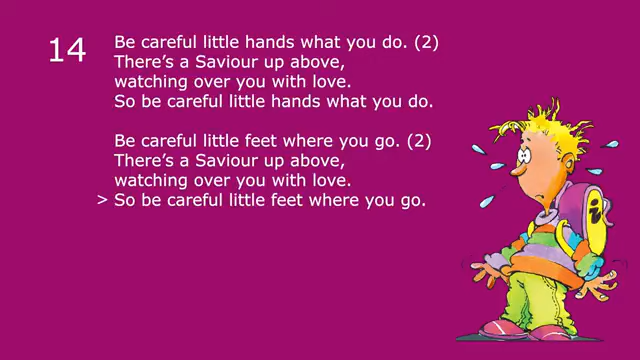 14
Be careful little hands what you do. (2)
There's a Saviour up above,
watching over you with love.
So be careful little hands what you do.
Be careful little feet where you go. (2)
There's a Saviour up above,
watching over you with love.
> So be careful little feet where you go.